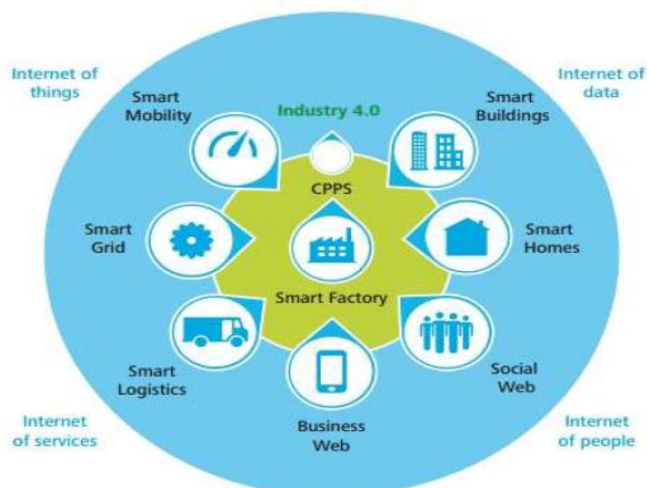 Internet of
things
Internet of
data
Smart
Mobility
Industry 4.0
Smart
Buildings
CPPS
Smart
Grid
Smart
Homes
Smart Factory
Smart
Logistics
Business
Web
Social
Web
Internet
of services
Internet
of people